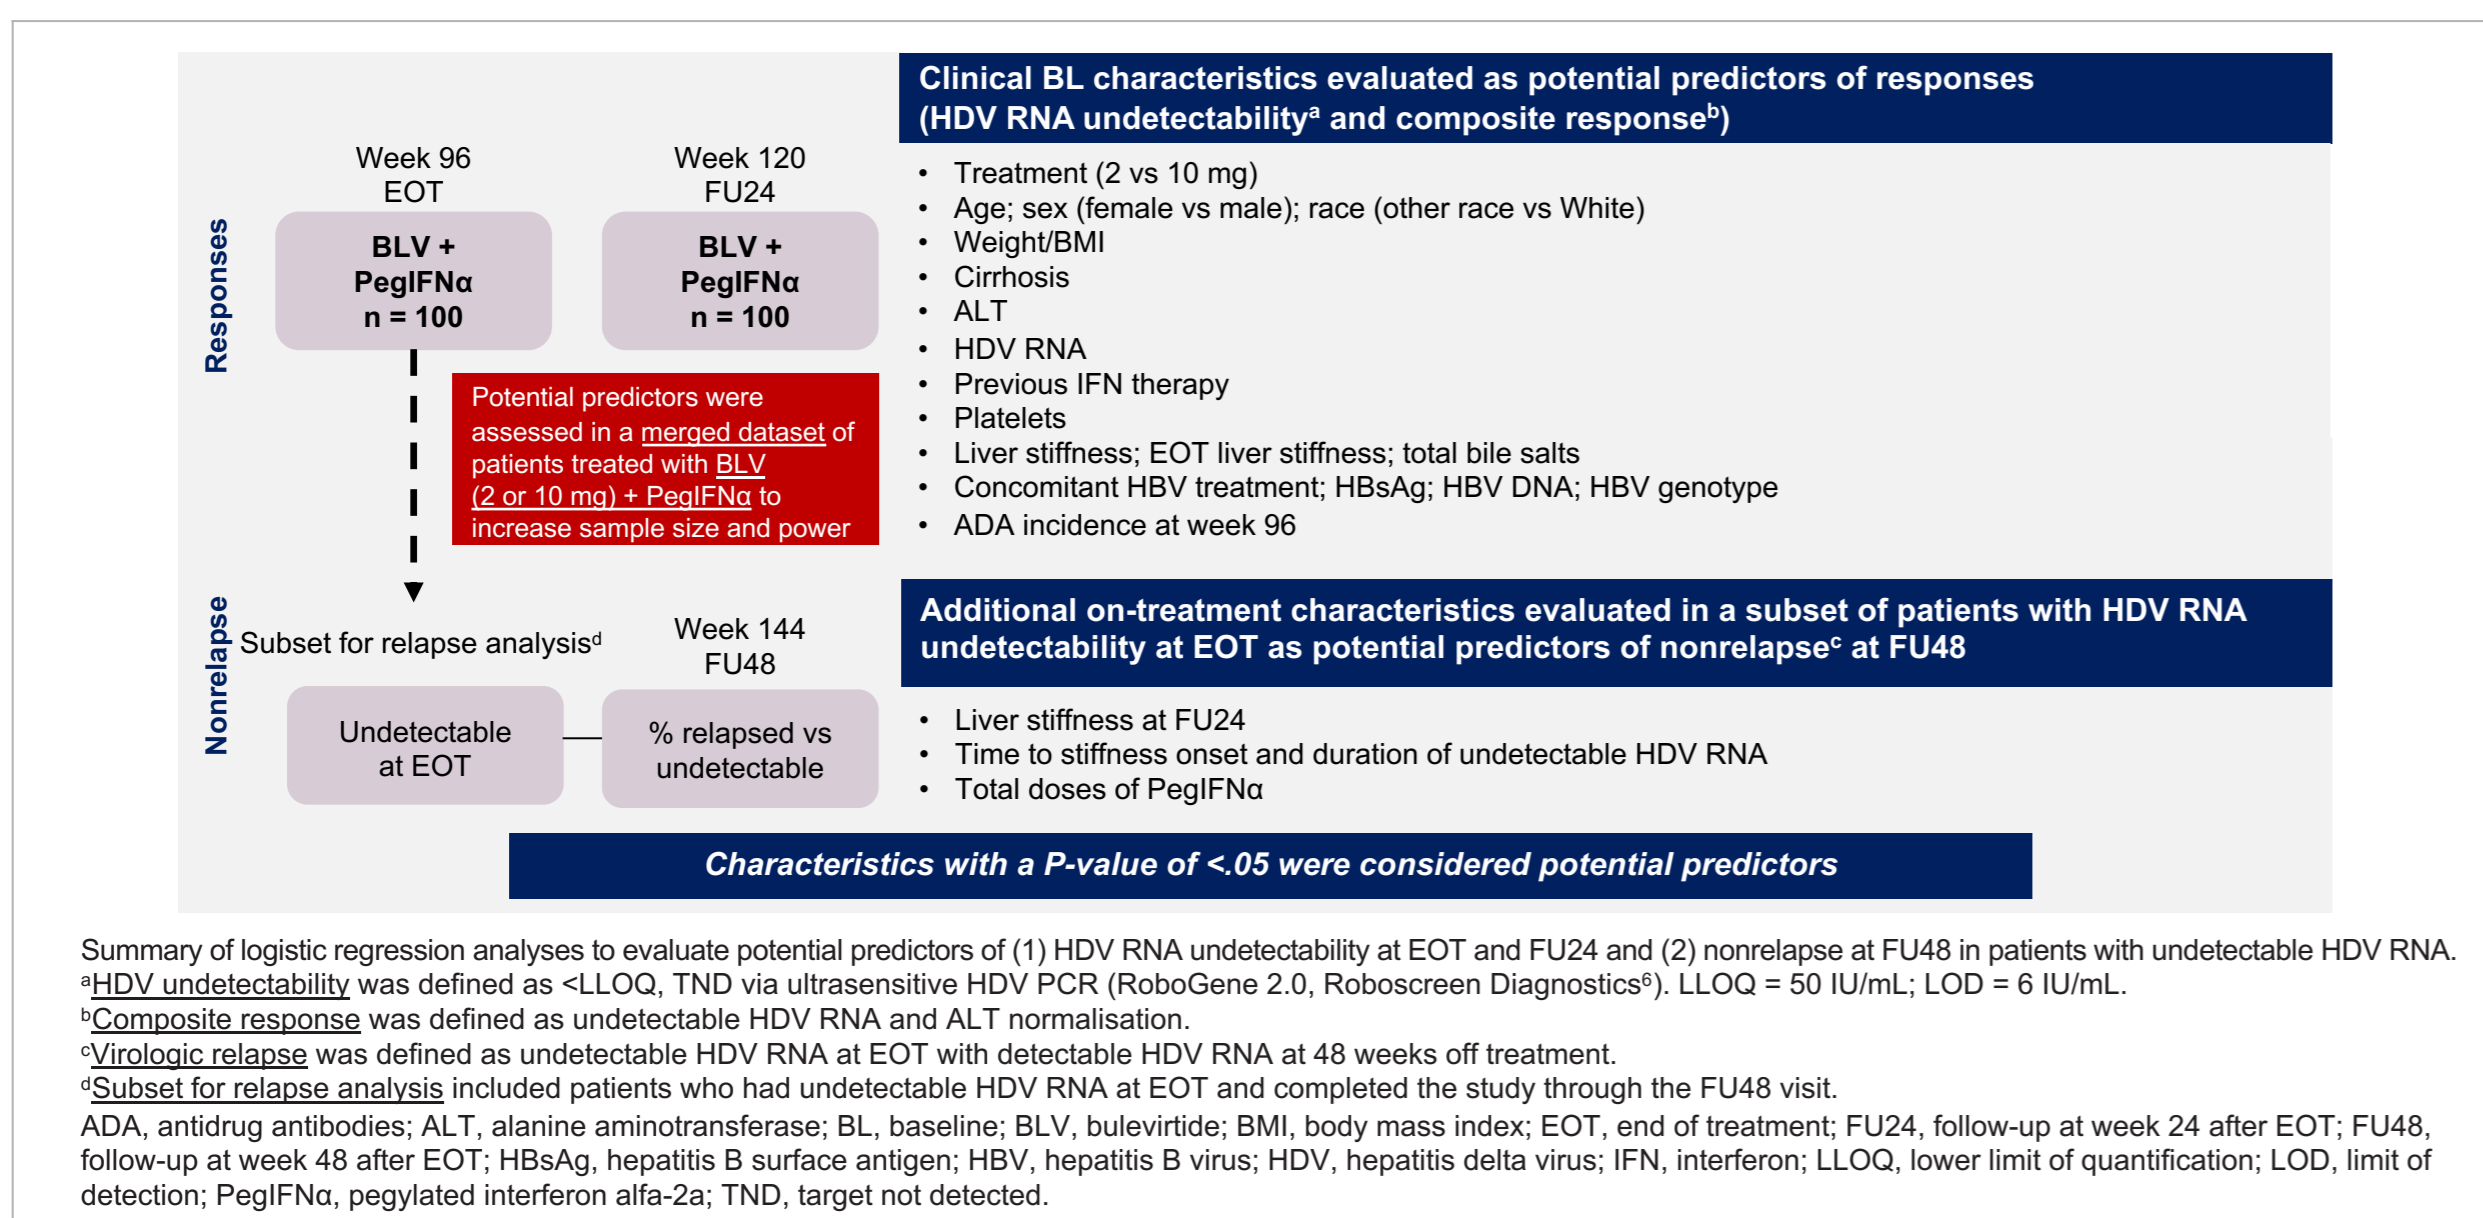 Clinical BL characteristics evaluated as potential predictors of responses
(HDV RNA undetectabilityᵃ and composite responseᵇ)
Responses
Week 96
EOT
BLV +
PegIFNα
n = 100
Week 120
FU24
BLV +
PegIFNα
n = 100
Potential predictors were
assessed in a merged dataset of
patients treated with BLV
(2 or 10 mg) + PegIFNα to
increase sample size and power
• Treatment (2 vs 10 mg)
• Age; sex (female vs male); race (other race vs White)
• Weight/BMI
• Cirrhosis
• ALT
• HDV RNA
• Previous IFN therapy
• Platelets
• Liver stiffness; EOT liver stiffness; total bile salts
• Concomitant HBV treatment; HBsAg; HBV DNA; HBV genotype
• ADA incidence at week 96
Nonrelapse
Subset for relapse analysisᵈ
Undetectable
at EOT
Week 144
FU48
% relapsed vs
undetectable
Additional on-treatment characteristics evaluated in a subset of patients with HDV RNA
undetectability at EOT as potential predictors of nonrelapseᶜ at FU48
• Liver stiffness at FU24
• Time to stiffness onset and duration of undetectable HDV RNA
• Total doses of PegIFNα
Characteristics with a P-value of <.05 were considered potential predictors
Summary of logistic regression analyses to evaluate potential predictors of (1) HDV RNA undetectability at EOT and FU24 and (2) nonrelapse at FU48 in patients with undetectable HDV RNA.
ᵃHDV undetectability was defined as <LLOQ, TND via ultrasensitive HDV PCR (RoboGene 2.0, Roboscreen Diagnostics⁶). LLOQ = 50 IU/mL; LOD = 6 IU/mL.
ᵇComposite response was defined as undetectable HDV RNA and ALT normalisation.
ᶜVirologic relapse was defined as undetectable HDV RNA at EOT with detectable HDV RNA at 48 weeks off treatment.
ᵈSubset for relapse analysis included patients who had undetectable HDV RNA at EOT and completed the study through the FU48 visit.
ADA, antidrug antibodies; ALT, alanine aminotransferase; BL, baseline; BLV, bulevirtide; BMI, body mass index; EOT, end of treatment; FU24, follow-up at week 24 after EOT; FU48,
follow-up at week 48 after EOT; HBsAg, hepatitis B surface antigen; HBV, hepatitis B virus; HDV, hepatitis delta virus; IFN, interferon; LLOQ, lower limit of quantification; LOD, limit of
detection; PegIFNα, pegylated interferon alfa-2a; TND, target not detected.